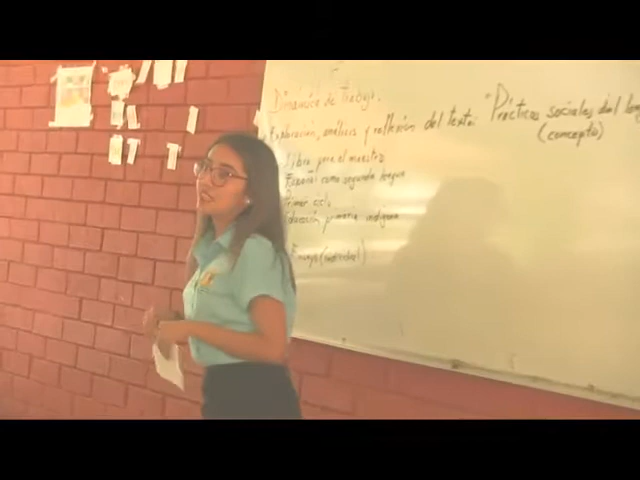 Dinámica de Trabajo.
Exploración, análisis y reflexión del texto: "Prácticas sociales del
(concepto)
Libro para el maestro
Español como segunda lengua
Primer ciclo
Educación primaria indígena
Ensayo (individual)